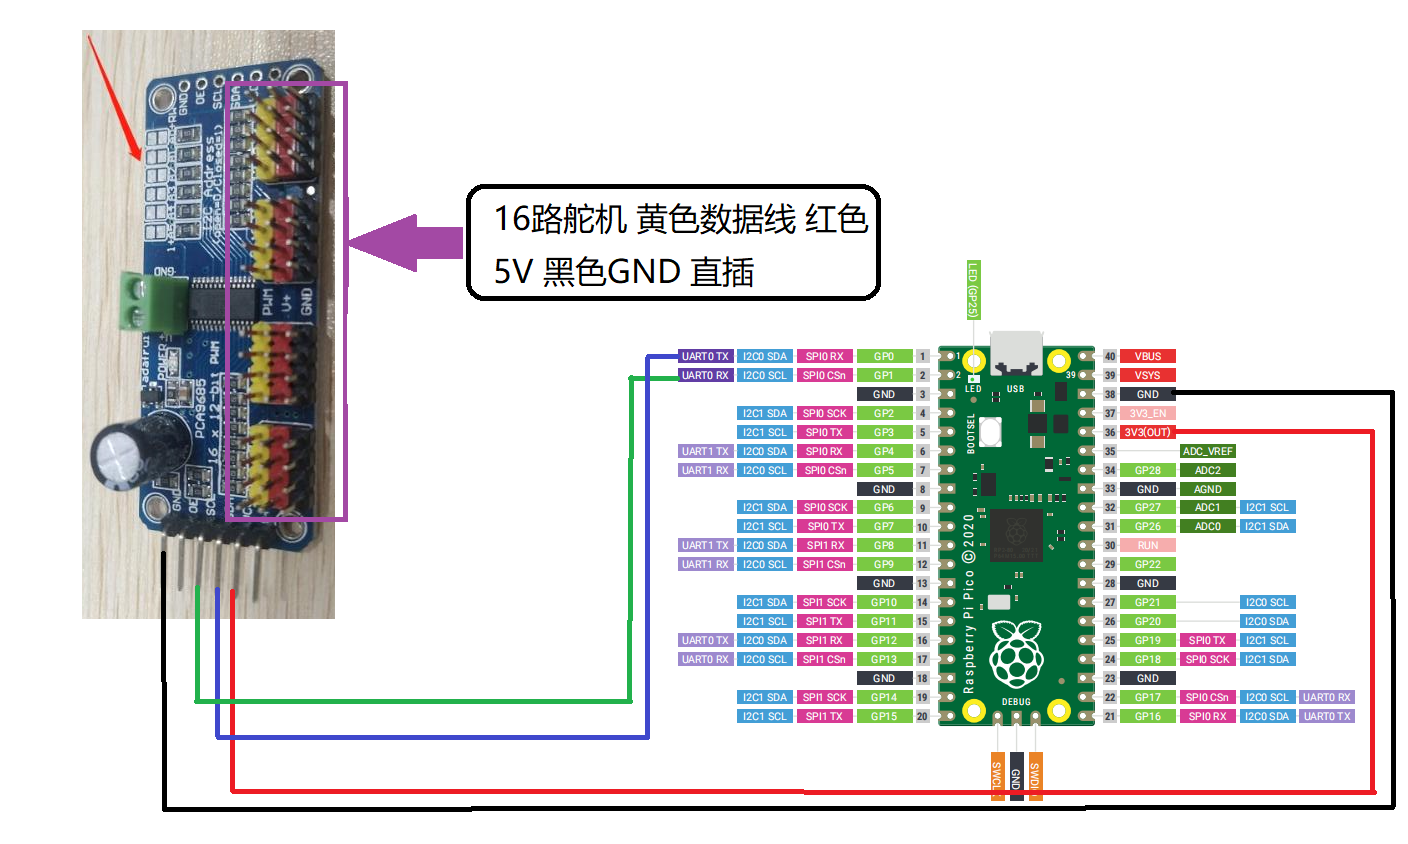 16路舵机 黄色数据线 红色
5V 黑色GND 直插
GND
OE
SCL
SDA
I2C Address
(open=0/Closed=1)
GND
PWM
V+
GND
adafruit
POWER
PCA9685
16 x 12-bit PWM
GND
OE
SCL
LED (GP25)
UART0 TX I2C0 SDA SPI0 RX GP0 1
UART0 RX I2C0 SCL SPI0 CSn GP1 2
GND 3
I2C1 SDA SPI0 SCK GP2 4
I2C1 SCL SPI0 TX GP3 5
UART1 TX I2C0 SDA SPI0 RX GP4 6
UART1 RX I2C0 SCL SPI0 CSn GP5 7
GND 8
I2C1 SDA SPI0 SCK GP6 9
I2C1 SCL SPI0 TX GP7 10
UART1 TX I2C0 SDA SPI1 RX GP8 11
UART1 RX I2C0 SCL SPI1 CSn GP9 12
GND 13
I2C1 SDA SPI1 SCK GP10 14
I2C1 SCL SPI1 TX GP11 15
UART0 TX I2C0 SDA SPI1 RX GP12 16
UART0 RX I2C0 SCL SPI1 CSn GP13 17
GND 18
I2C1 SDA SPI1 SCK GP14 19
I2C1 SCL SPI1 TX GP15 20
1
2
39
LED
USB
BOOTSEL
Raspberry Pi Pico © 2020
DEBUG
40 VBUS
39 VSYS
38 GND
37 3V3_EN
36 3V3(OUT)
35 ADC_VREF
34 GP28 ADC2
33 GND AGND
32 GP27 ADC1 I2C1 SCL
31 GP26 ADC0 I2C1 SDA
30 RUN
29 GP22
28 GND
27 GP21 I2C0 SCL
26 GP20 I2C0 SDA
25 GP19 SPI0 TX I2C1 SCL
24 GP18 SPI0 SCK I2C1 SDA
23 GND
22 GP17 SPI0 CSn I2C0 SCL UART0 RX
21 GP16 SPI0 RX I2C0 SDA UART0 TX
SWCL
GND
SWDI